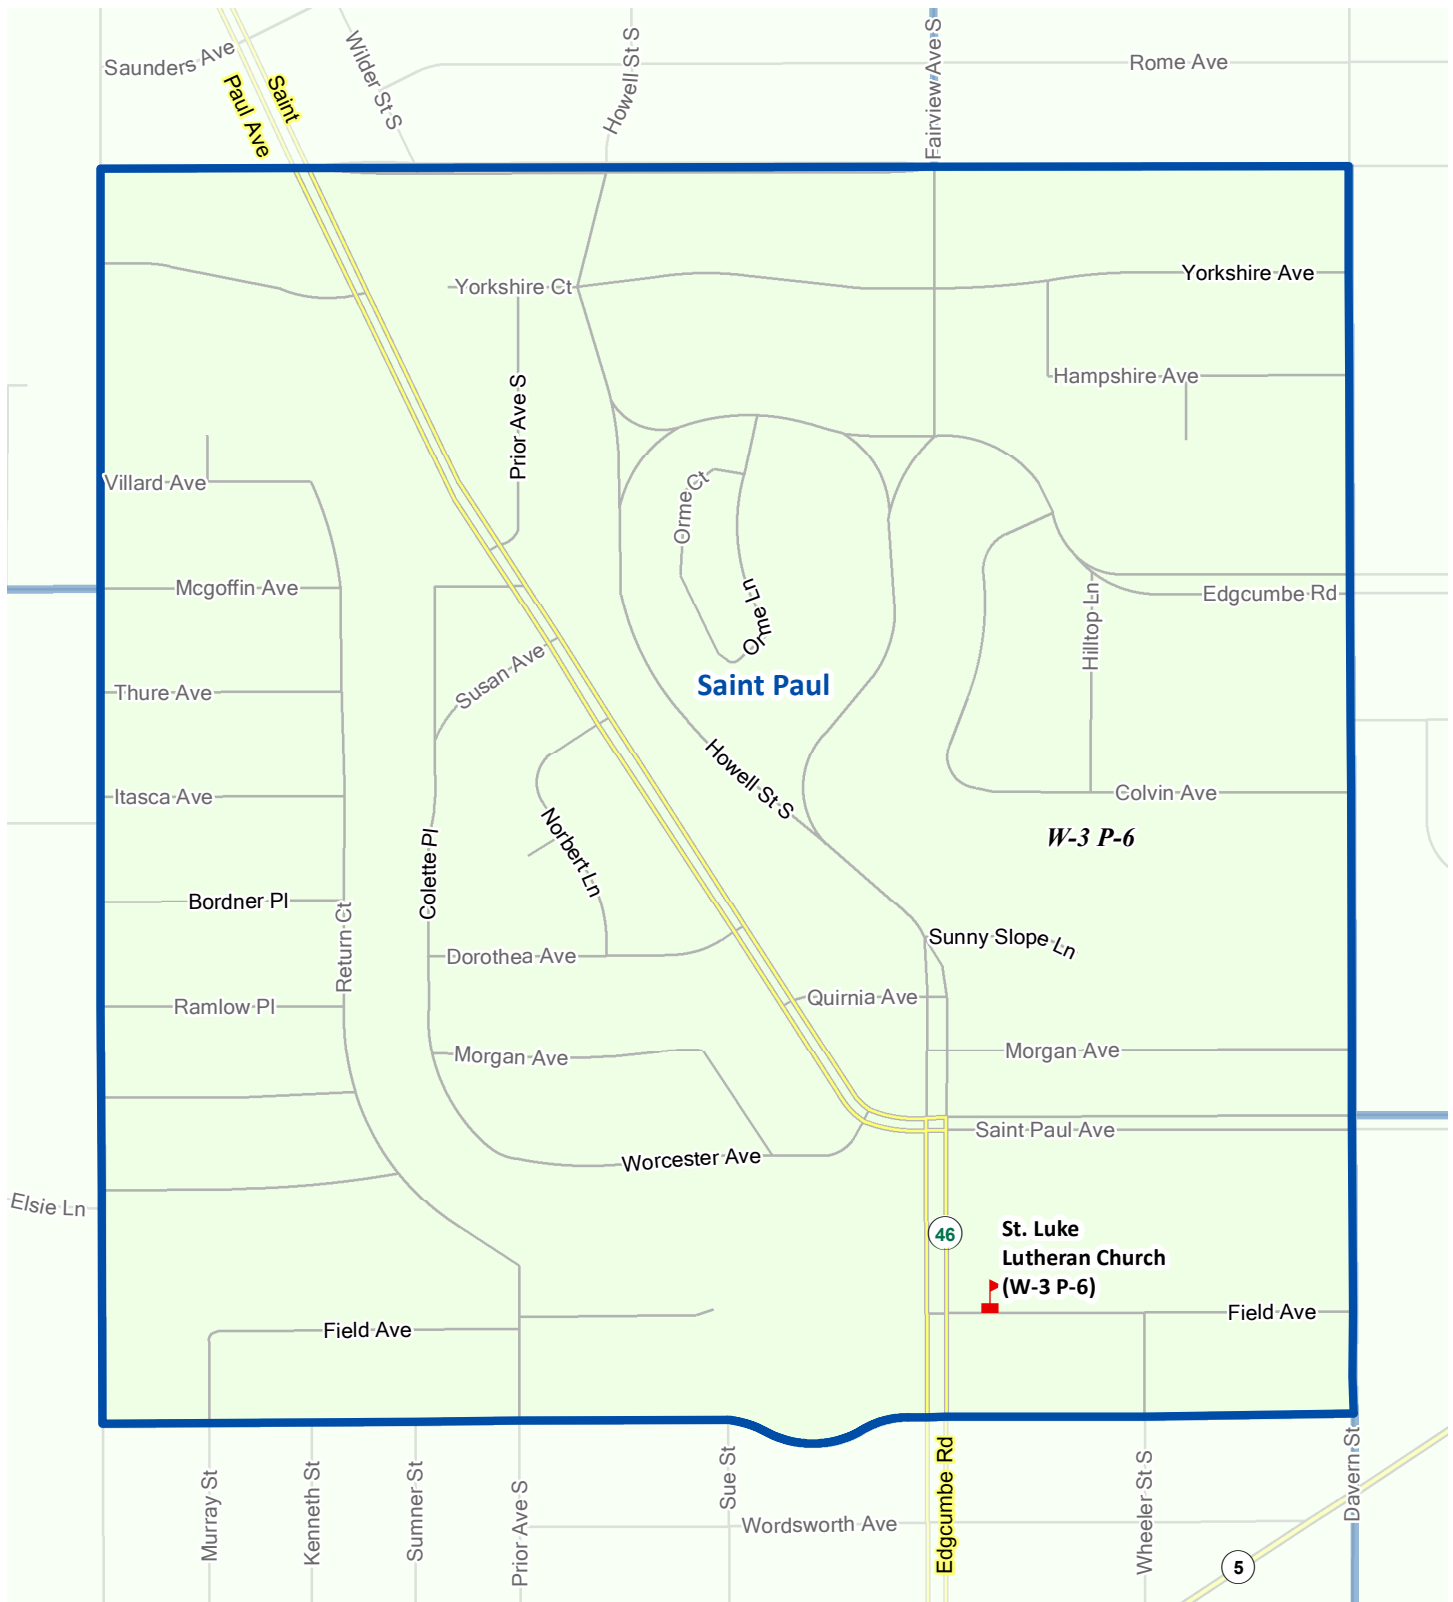 Saunders Ave
Saint
Paul Ave
Wilder St S
Howell St S
Fairview Ave S
Rome Ave
Yorkshire Ct
Yorkshire Ave
Prior Ave S
Hampshire Ave
Villard Ave
Orme Ct
Orme Ln
Mcgoffin Ave
Edgcumbe Rd
Hilltop Ln
Susan Ave
Thure Ave
Saint Paul
Howell St S
Itasca Ave
Colvin Ave
Norbert Ln
Colette Pl
W-3 P-6
Bordner Pl
Return Ct
Sunny Slope Ln
Dorothea Ave
Quirnia Ave
Ramlow Pl
Morgan Ave
Morgan Ave
Saint Paul Ave
Worcester Ave
Elsie Ln
46
St. Luke
Lutheran Church
(W-3 P-6)
Field Ave
Field Ave
Murray St
Kenneth St
Sumner St
Prior Ave S
Sue St
Wordsworth Ave
Edgcumbe Rd
Wheeler St S
Davern St
5